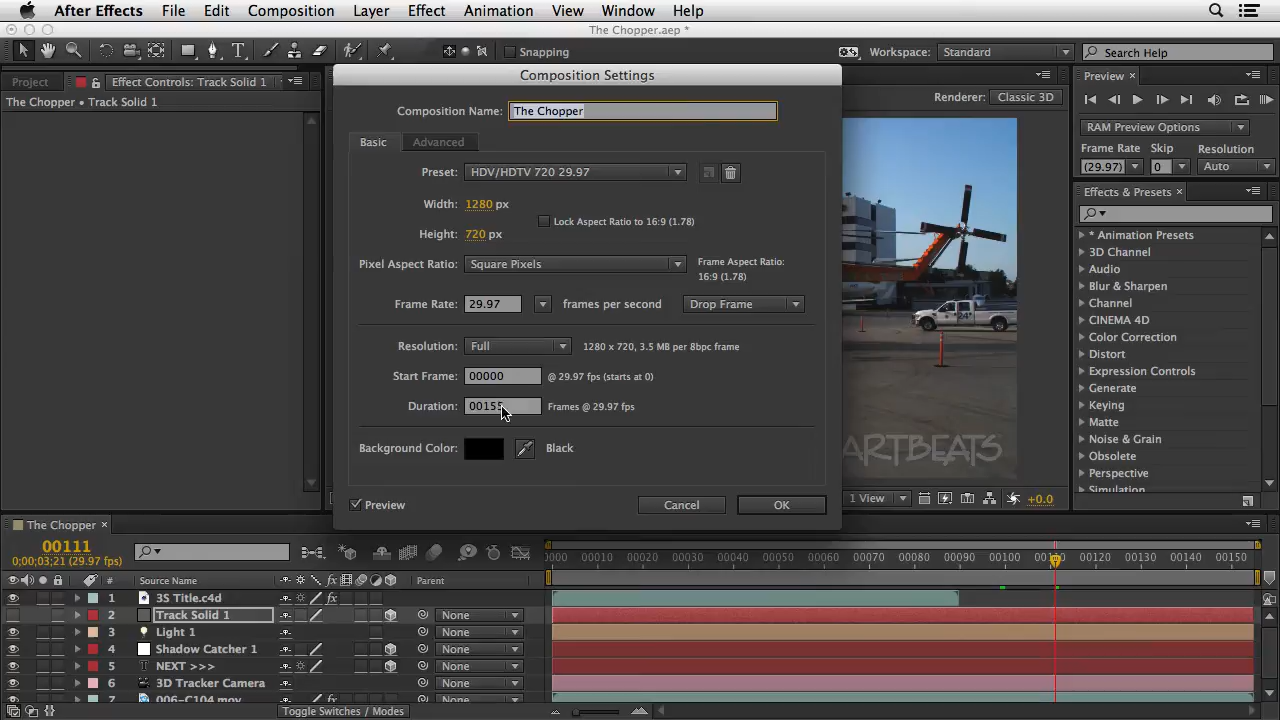 After Effects File Edit Composition Layer Effect Animation View Window Help
The Chopper.aep *
Snapping Workspace: Standard Search Help
Project Effect Controls: Track Solid 1
The Chopper • Track Solid 1
Composition Settings
Composition Name: The Chopper
Basic Advanced
Preset: HDV/HDTV 720 29.97
Width: 1280 px
Lock Aspect Ratio to 16:9 (1.78)
Height: 720 px
Pixel Aspect Ratio: Square Pixels
Frame Aspect Ratio:
16:9 (1.78)
Frame Rate: 29.97 frames per second Drop Frame
Resolution: Full 1280 x 720, 3.5 MB per 8bpc frame
Start Frame: 00000 @ 29.97 fps (starts at 0)
Duration: 00155 Frames @ 29.97 fps
Background Color: Black
Preview Cancel OK
Renderer: Classic 3D
24
ARTBEATS
1 View +0.0
Preview ×
RAM Preview Options
Frame Rate Skip Resolution
(29.97) 0 Auto
Effects & Presets ×
* Animation Presets
3D Channel
Audio
Blur & Sharpen
Channel
CINEMA 4D
Color Correction
Distort
Expression Controls
Generate
Keying
Matte
Noise & Grain
Obsolete
Perspective
Simulation
The Chopper ×
00111
0;00;03;21 (29.97 fps)
0000 00010 00020 00030 00040 00050 00060 00070 00080 00090 00100 00110 00120 00130 00140 00150
# Source Name Parent
1 3S Title.c4d
2 Track Solid 1 None
3 Light 1 None
4 Shadow Catcher 1 None
5 NEXT >>> None
6 3D Tracker Camera None
7 006-C104.mov None
Toggle Switches / Modes